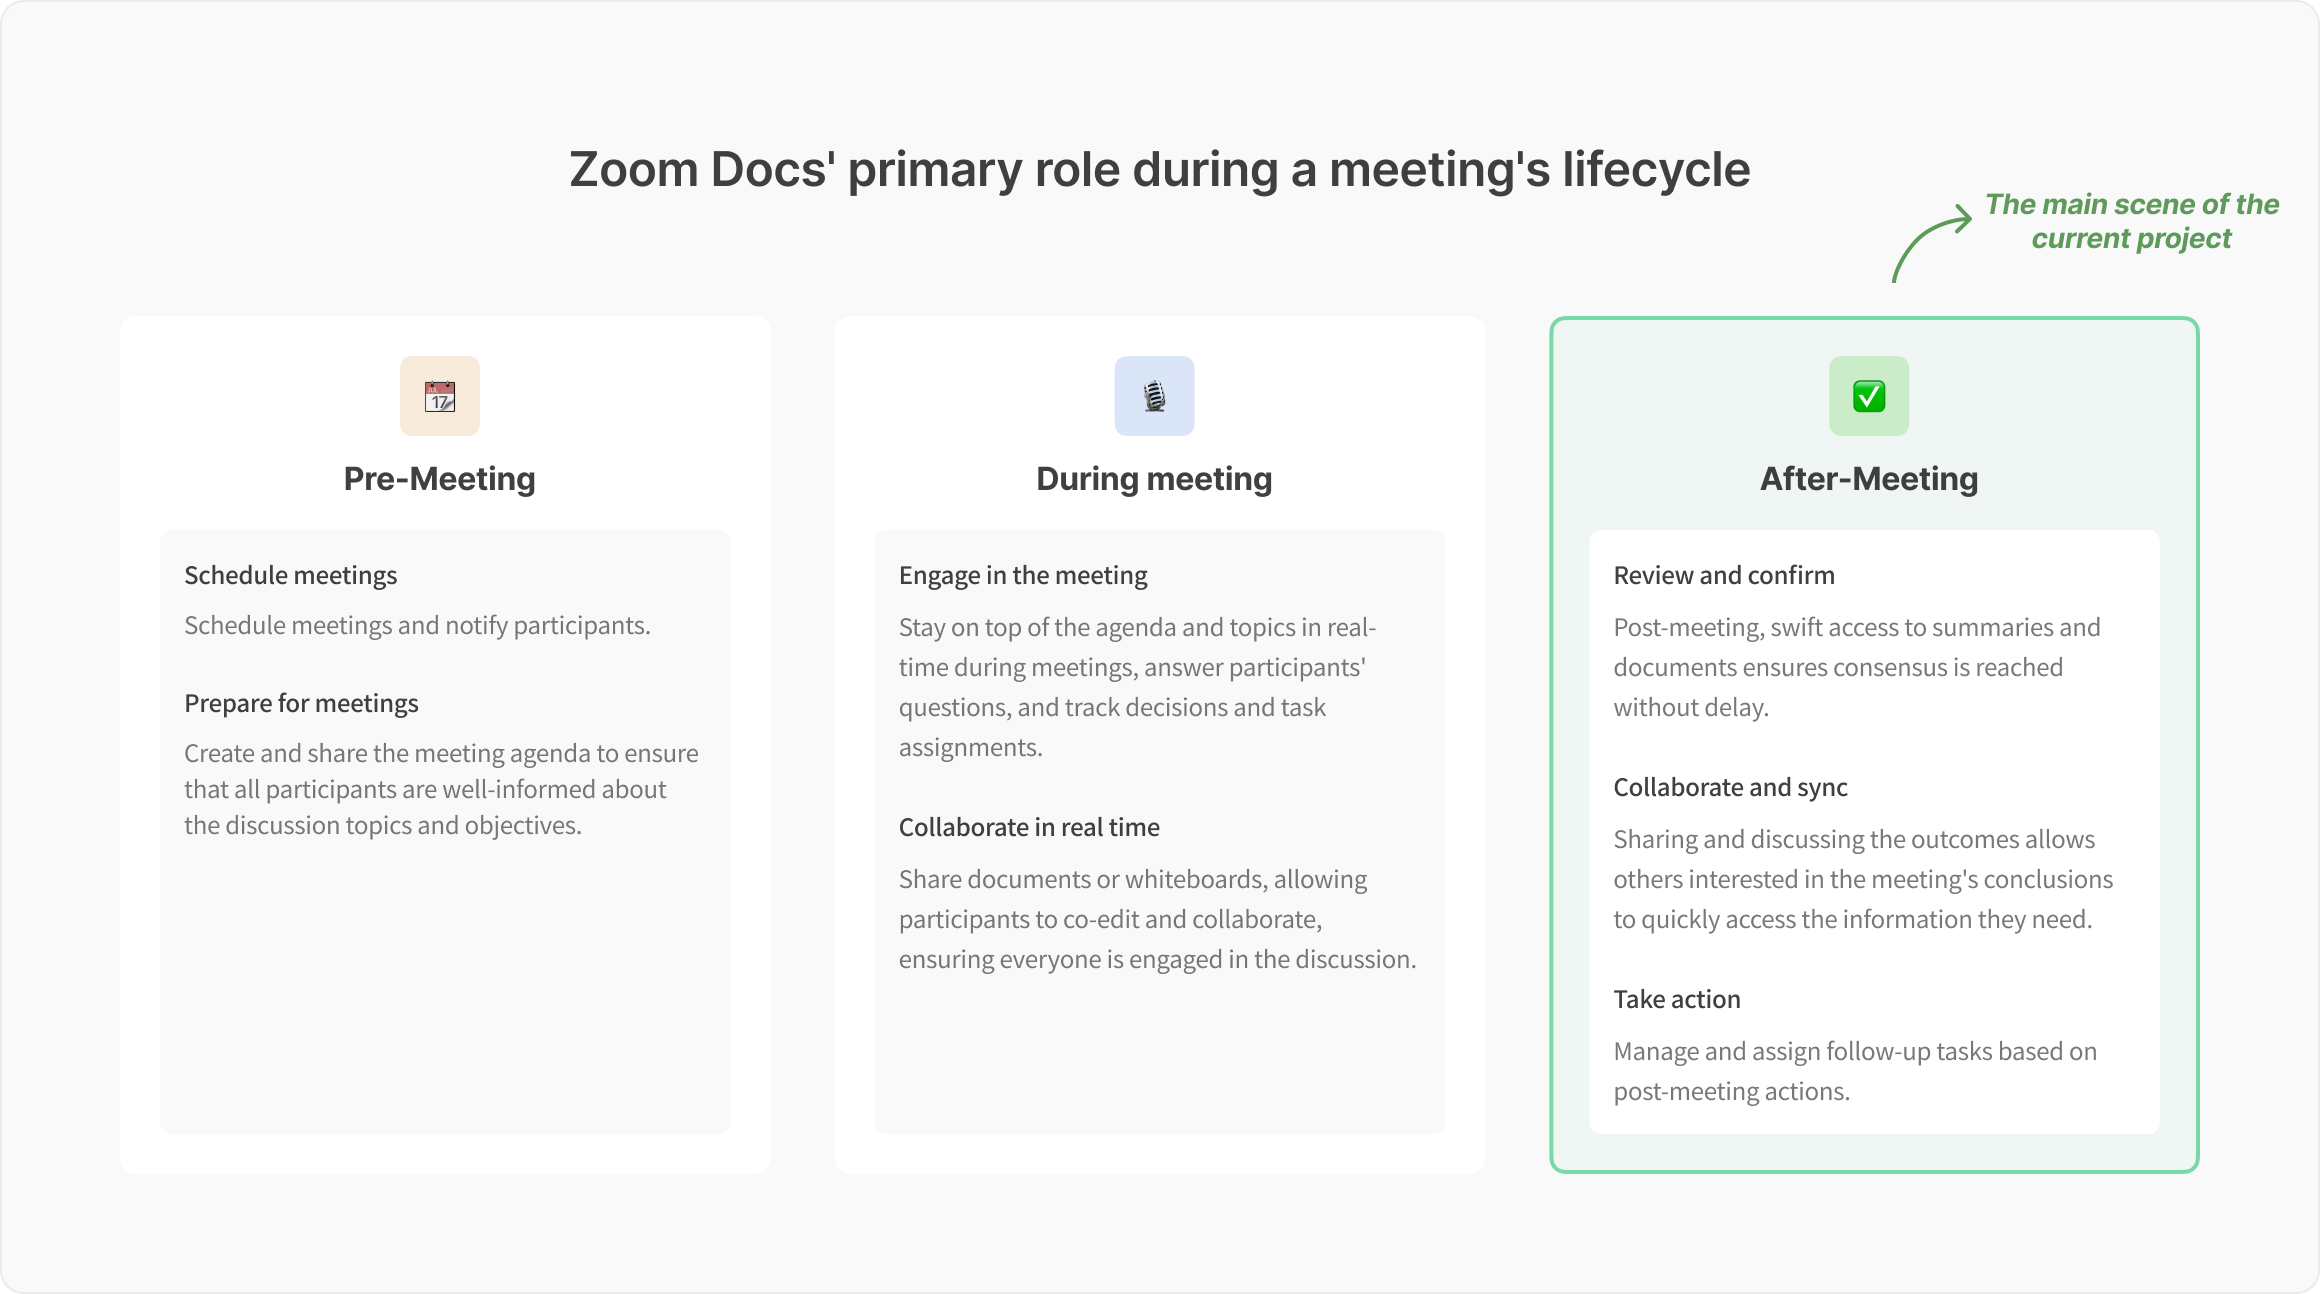 Zoom Docs' primary role during a meeting's lifecycle
The main scene of the
current project
17
Pre-Meeting
Schedule meetings
Schedule meetings and notify participants.
Prepare for meetings
Create and share the meeting agenda to ensure
that all participants are well-informed about
the discussion topics and objectives.
During meeting
Engage in the meeting
Stay on top of the agenda and topics in real-
time during meetings, answer participants'
questions, and track decisions and task
assignments.
Collaborate in real time
Share documents or whiteboards, allowing
participants to co-edit and collaborate,
ensuring everyone is engaged in the discussion.
After-Meeting
Review and confirm
Post-meeting, swift access to summaries and
documents ensures consensus is reached
without delay.
Collaborate and sync
Sharing and discussing the outcomes allows
others interested in the meeting's conclusions
to quickly access the information they need.
Take action
Manage and assign follow-up tasks based on
post-meeting actions.